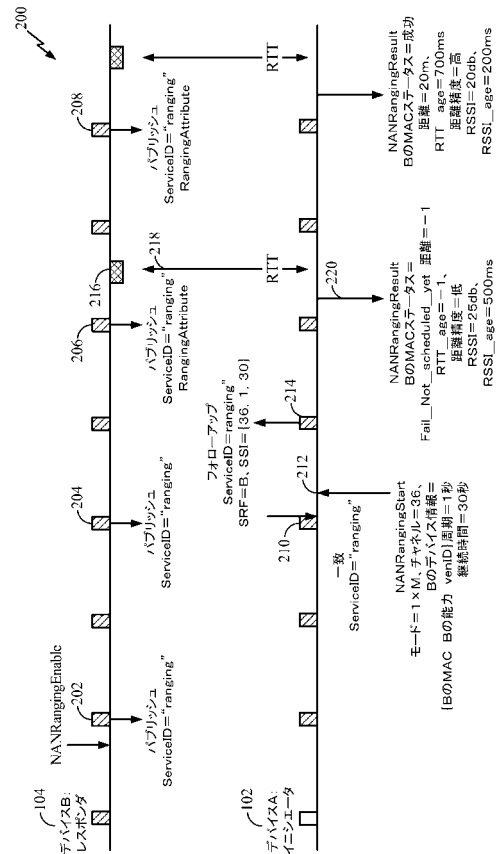 200
デバイスB:
レスポンダ
104
NANRangingEnable
202
パブリッシュ
ServiceID=“ranging”
204
パブリッシュ
ServiceID=“ranging”
206
216
パブリッシュ
ServiceID=“ranging”
RangingAttribute
218
208
パブリッシュ
ServiceID=“ranging”
RangingAttribute
RTT
RTT
デバイスA:
イニシエータ
102
一致
ServiceID=“ranging”
210
212
フォローアップ
ServiceID=ranging”
SRF=B、SSI=[36, 1, 30]
214
NANRangingStart
モード=1×M、チャネル=36、
Bのデバイス情報=
[BのMAC Bの能力 venID]周期=1秒
継続時間=30秒
220
NANRangingResult
BのMACステータス=
Fail_Not_scheduled_yet 距離=-1
RTT_age=-1、
距離精度=低
RSSI=25db、
RSSI_age=500ms
NANRangingResult
BのMACステータス=成功
距離=20m、
RTT age=700ms
距離精度=高
RSSI=20db、
RSSI_age=200ms